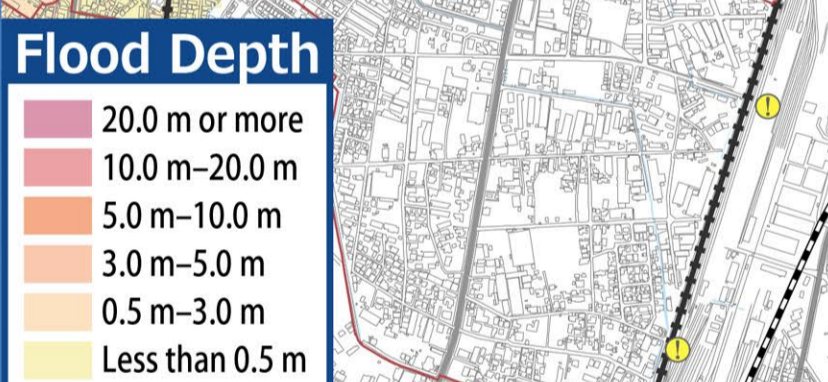 Flood Depth
20.0 m or more
10.0 m–20.0 m
5.0 m–10.0 m
3.0 m–5.0 m
0.5 m–3.0 m
Less than 0.5 m
!
!